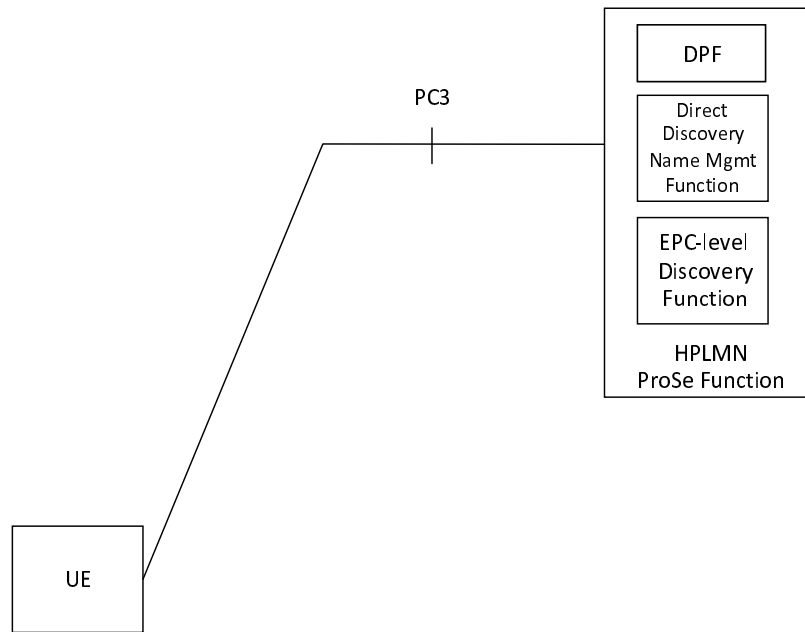 DPF
PC3
Direct
Discovery
Name Mgmt
Function
EPC-level
Discovery
Function
HPLMN
ProSe Function
UE